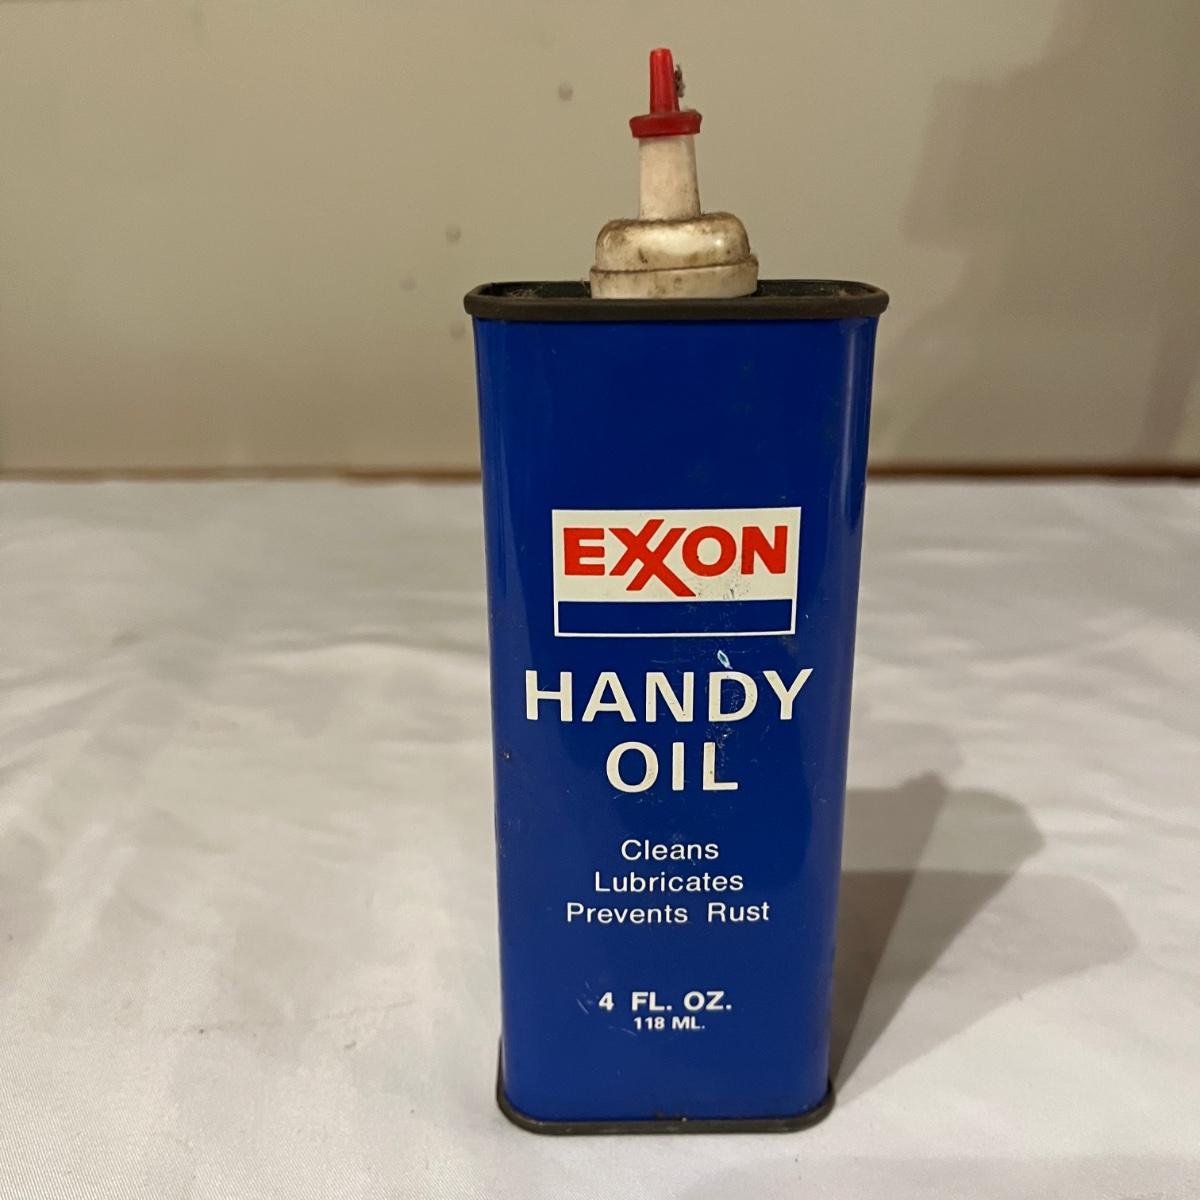 EXXON
HANDY
OIL
Cleans
Lubricates
Prevents Rust
4 FL. OZ.
118 ML.